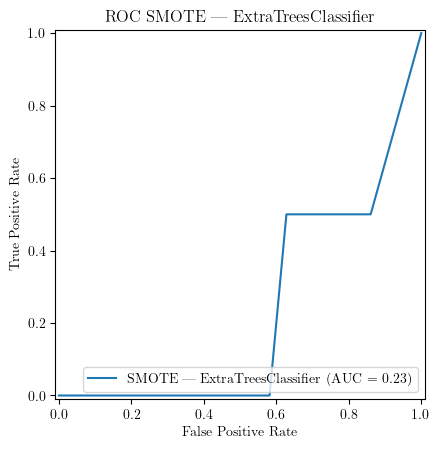 ROC SMOTE — ExtraTreesClassifier
1.0
0.8
0.6
0.4
0.2
0.0
True Positive Rate
SMOTE — ExtraTreesClassifier (AUC = 0.23)
0.0 0.2 0.4 0.6 0.8 1.0
False Positive Rate